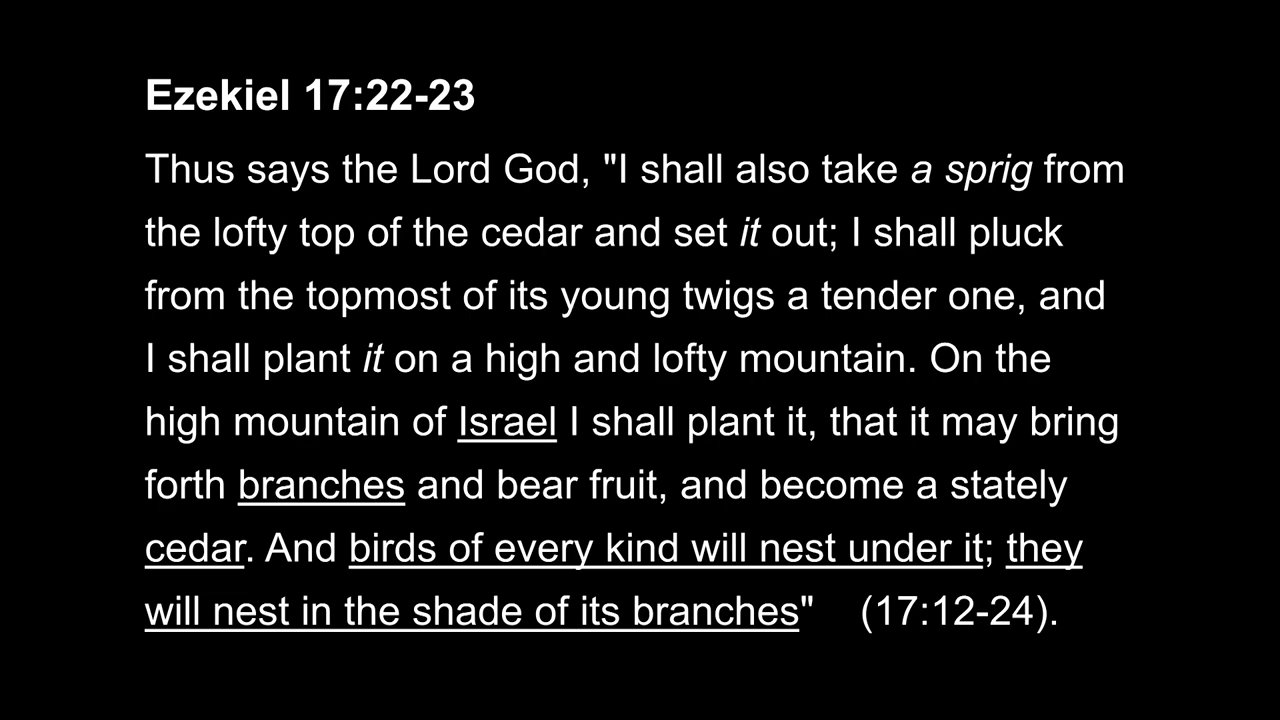 Ezekiel 17:22-23
Thus says the Lord God, "I shall also take a sprig from
the lofty top of the cedar and set it out; I shall pluck
from the topmost of its young twigs a tender one, and
I shall plant it on a high and lofty mountain. On the
high mountain of Israel I shall plant it, that it may bring
forth branches and bear fruit, and become a stately
cedar. And birds of every kind will nest under it; they
will nest in the shade of its branches" (17:12-24).